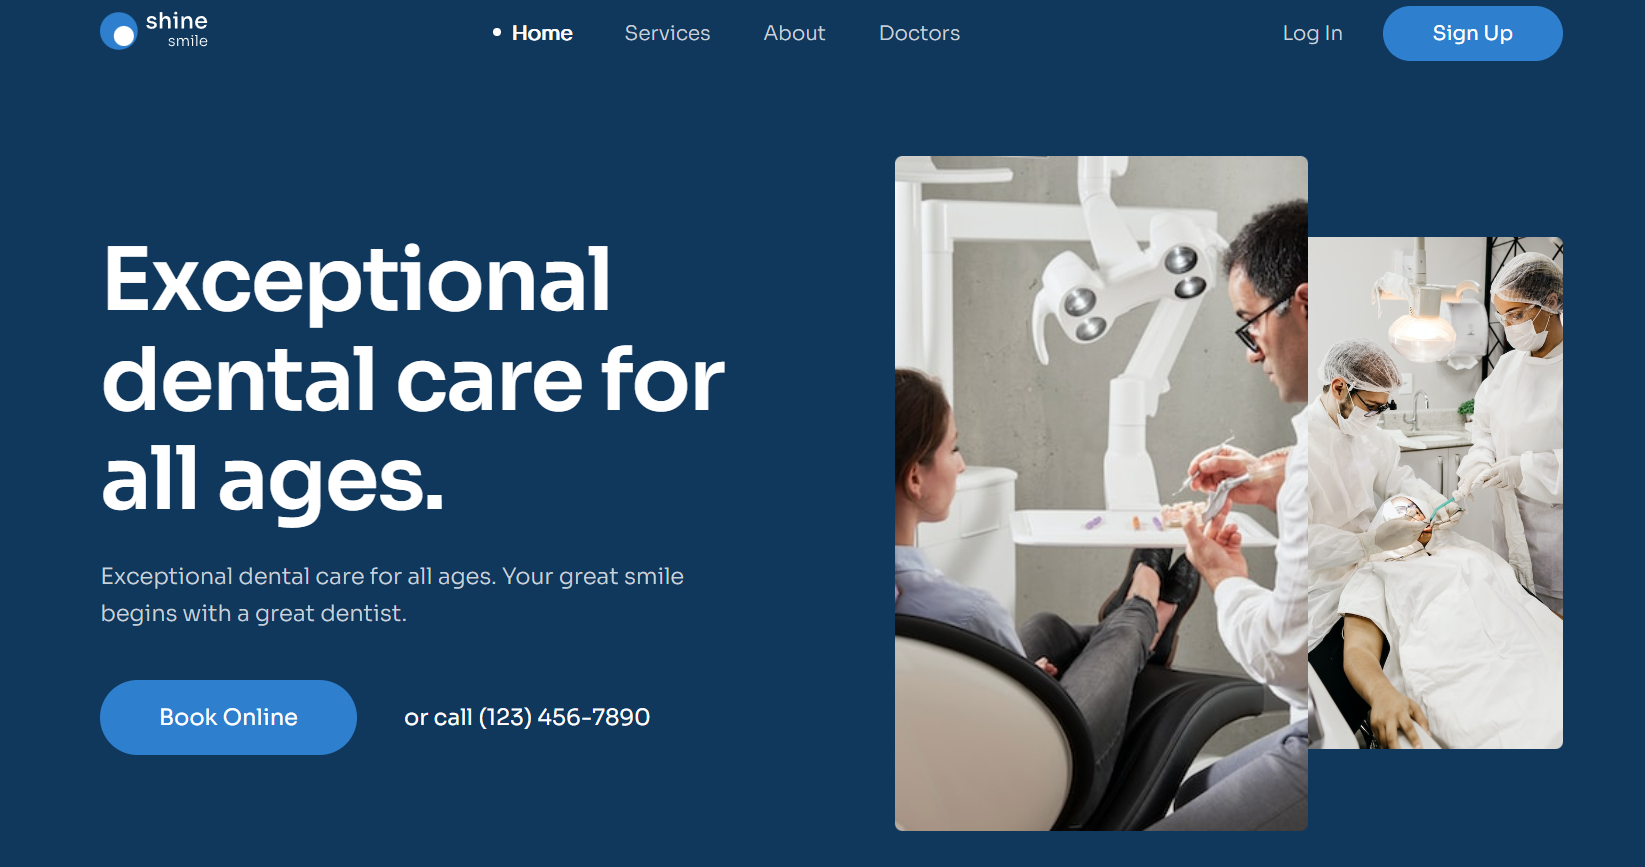 shine
smile
Home
Services
About
Doctors
Log In
Sign Up
Exceptional
dental care for
all ages.
Exceptional dental care for all ages. Your great smile
begins with a great dentist.
Book Online
or call (123) 456-7890